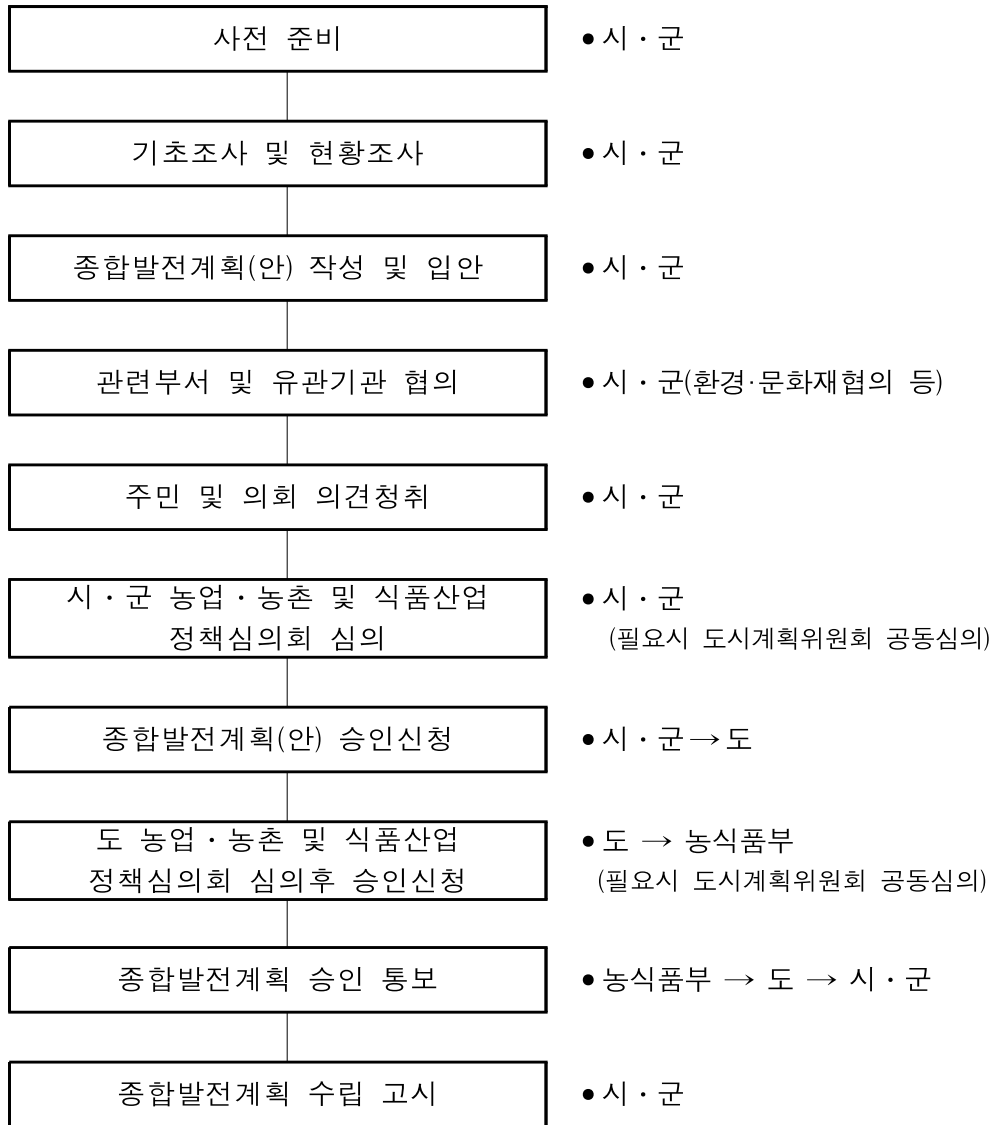 사전 준비
● 시 · 군
기초조사 및 현황조사
● 시 · 군
종합발전계획(안) 작성 및 입안
● 시 · 군
관련부서 및 유관기관 협의
● 시 · 군(환경·문화재협의 등)
주민 및 의회 의견청취
● 시 · 군
시 · 군 농업 · 농촌 및 식품산업
정책심의회 심의
● 시 · 군
(필요시 도시계획위원회 공동심의)
종합발전계획(안) 승인신청
● 시 · 군 → 도
도 농업 · 농촌 및 식품산업
정책심의회 심의후 승인신청
● 도 → 농식품부
(필요시 도시계획위원회 공동심의)
종합발전계획 승인 통보
● 농식품부 → 도 → 시 · 군
종합발전계획 수립 고시
● 시 · 군